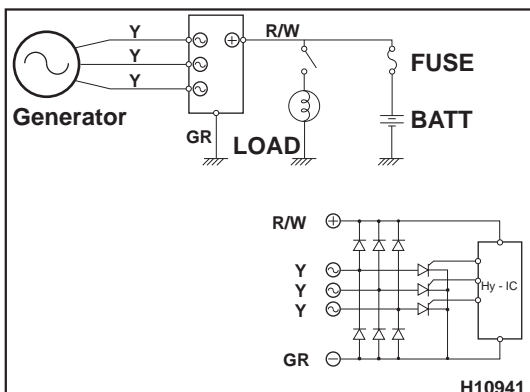 Y R/W
Y
Y
FUSE
Generator
BATT
GR LOAD
R/W
Y
Y
Y
Hy - IC
GR
H10941